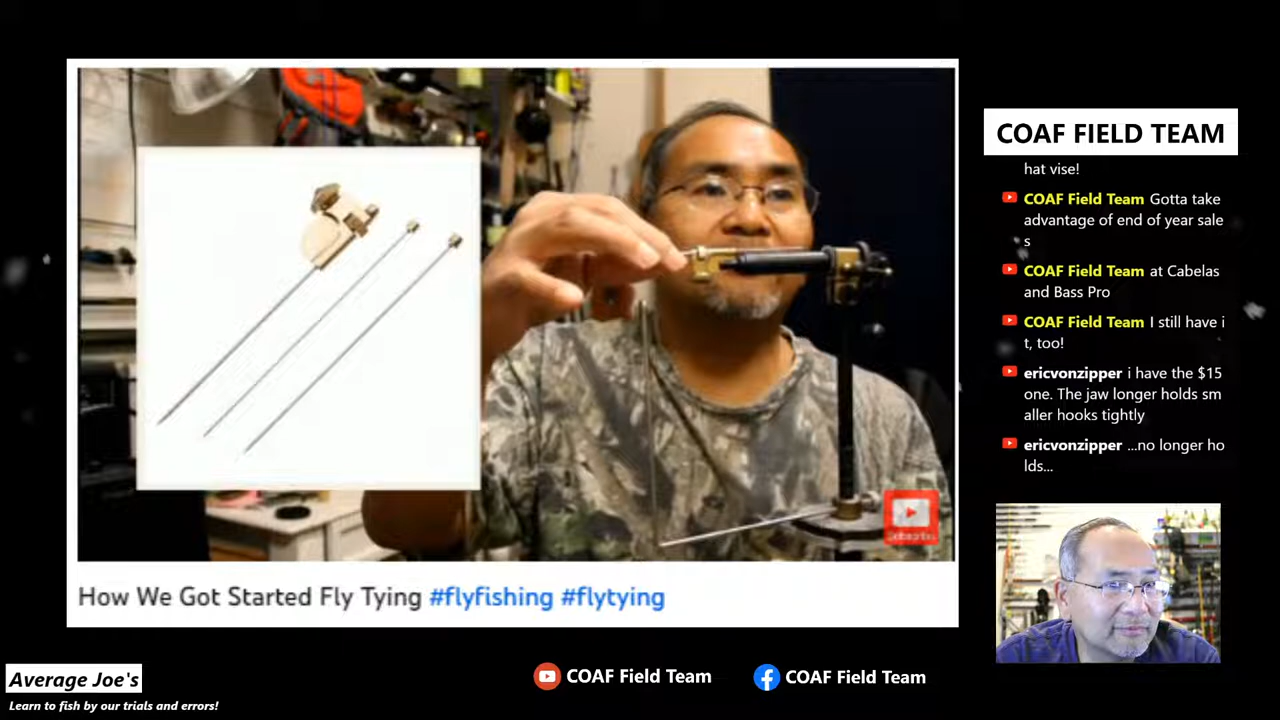 COAF FIELD TEAM
hat vise!
COAF Field Team Gotta take
advantage of end of year sale
s
COAF Field Team at Cabelas
and Bass Pro
COAF Field Team I still have i
t, too!
ericvonzipper i have the $15
one. The jaw longer holds sm
aller hooks tightly
ericvonzipper ...no longer ho
lds...
Subscribe
How We Got Started Fly Tying #flyfishing #flytying
Average Joe's
Learn to fish by our trials and errors!
COAF Field Team
COAF Field Team